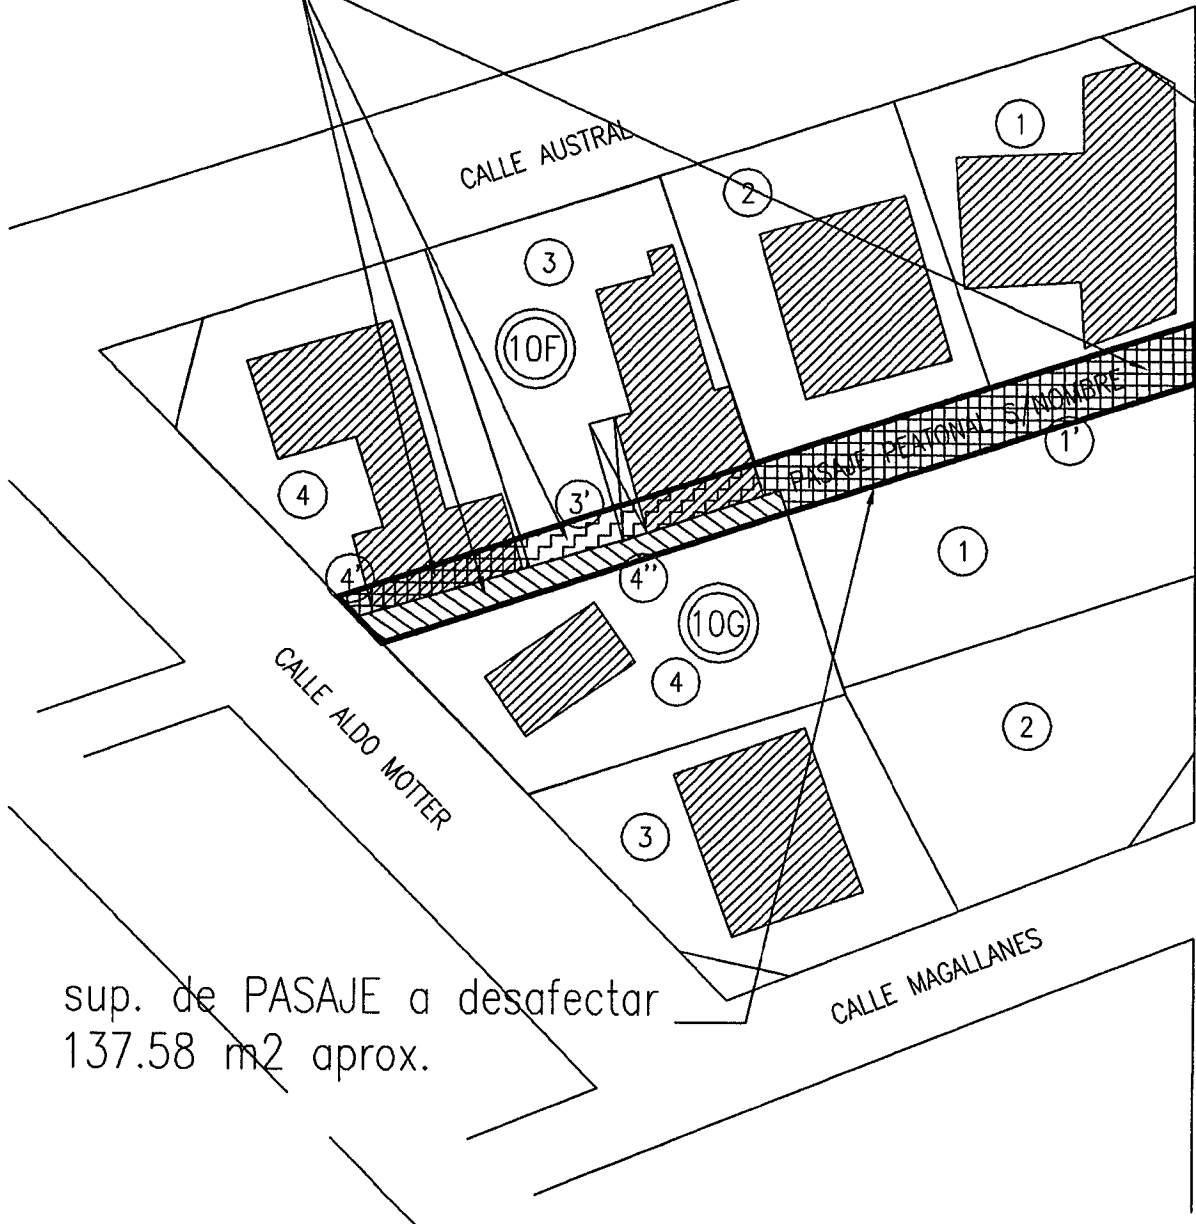 1
CALLE AUSTRAL
2
3
10F
PASAJE PEATONAL S/NOMBRE
1'
4
3'
4'
4''
1
10G
4
CALLE ALDO MOTTER
2
3
CALLE MAGALLANES
sup. de PASAJE a desafectar
137.58 m2 aprox.